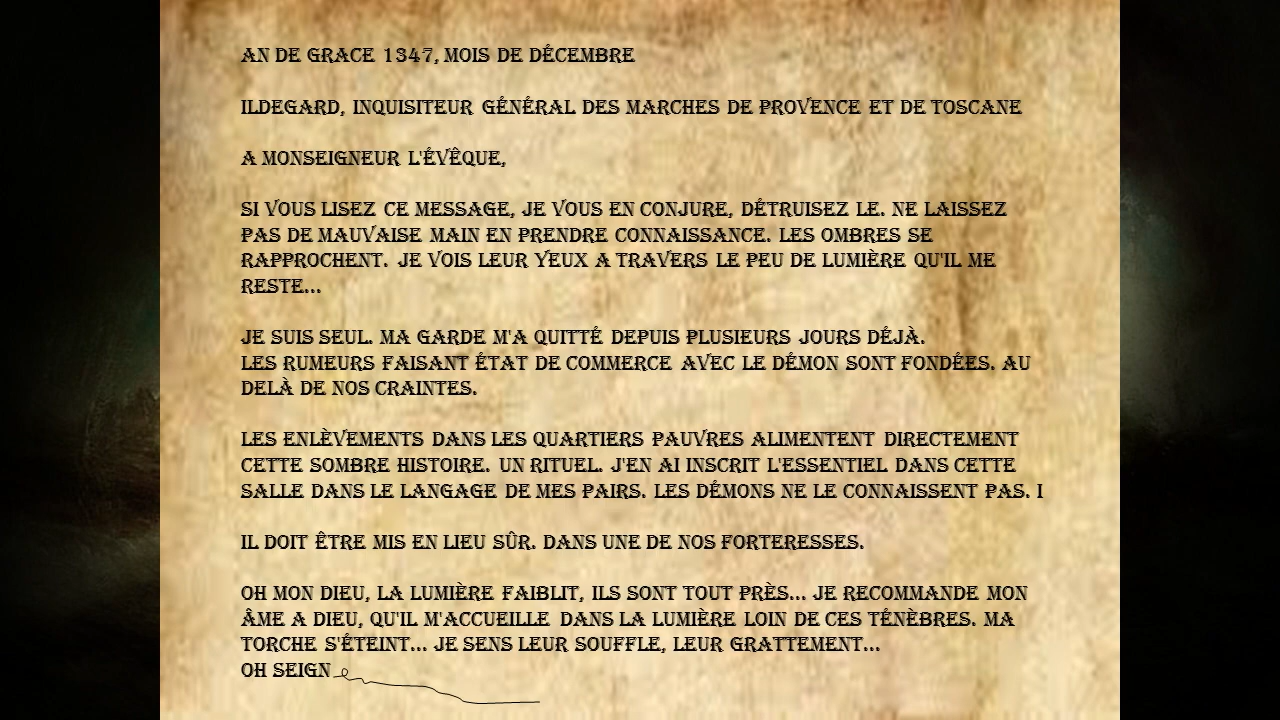 AN DE GRACE 1347, MOIS DE DÉCEMBRE
ILDEGARD, INQUISITEUR GÉNÉRAL DES MARCHES DE PROVENCE ET DE TOSCANE
A MONSEIGNEUR L'ÉVÊQUE,
SI VOUS LISEZ CE MESSAGE, JE VOUS EN CONJURE, DÉTRUISEZ LE. NE LAISSEZ
PAS DE MAUVAISE MAIN EN PRENDRE CONNAISSANCE. LES OMBRES SE
RAPPROCHENT. JE VOIS LEUR YEUX A TRAVERS LE PEU DE LUMIÈRE QU'IL ME
RESTE...
JE SUIS SEUL. MA GARDE M'A QUITTÉ DEPUIS PLUSIEURS JOURS DÉJÀ.
LES RUMEURS FAISANT ÉTAT DE COMMERCE AVEC LE DÉMON SONT FONDÉES. AU
DELÀ DE NOS CRAINTES.
LES ENLÈVEMENTS DANS LES QUARTIERS PAUVRES ALIMENTENT DIRECTEMENT
CETTE SOMBRE HISTOIRE. UN RITUEL. J'EN AI INSCRIT L'ESSENTIEL DANS CETTE
SALLE DANS LE LANGAGE DE MES PAIRS. LES DÉMONS NE LE CONNAISSENT PAS. I
IL DOIT ÊTRE MIS EN LIEU SÛR. DANS UNE DE NOS FORTERESSES.
OH MON DIEU, LA LUMIÈRE FAIBLIT, ILS SONT TOUT PRÈS... JE RECOMMANDE MON
ÂME A DIEU, QU'IL M'ACCUEILLE DANS LA LUMIÈRE LOIN DE CES TÉNÈBRES. MA
TORCHE S'ÉTEINT... JE SENS LEUR SOUFFLE, LEUR GRATTEMENT...
OH SEIGN